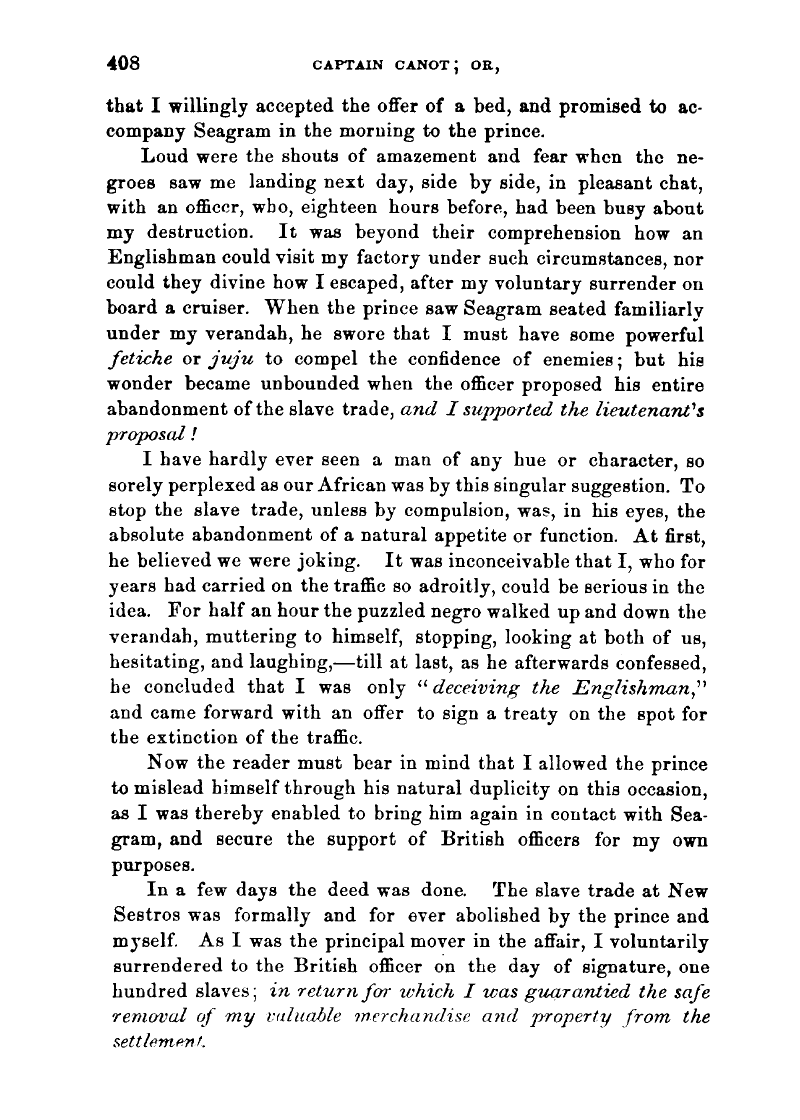 408 CAPTAIN CANOT; OR,
that I willingly accepted the offer of a bed, and promised to ac-
company Seagram in the morning to the prince.
Loud were the shouts of amazement and fear when the ne-
groes saw me landing next day, side by side, in pleasant chat,
with an officer, who, eighteen hours before, had been busy about
my destruction. It was beyond their comprehension how an
Englishman could visit my factory under such circumstances, nor
could they divine how I escaped, after my voluntary surrender on
board a cruiser. When the prince saw Seagram seated familiarly
under my verandah, he swore that I must have some powerful
fetiche or juju to compel the confidence of enemies; but his
wonder became unbounded when the officer proposed his entire
abandonment of the slave trade, and I supported the lieutenant's
proposal!
I have hardly ever seen a man of any hue or character, so
sorely perplexed as our African was by this singular suggestion. To
stop the slave trade, unless by compulsion, was, in his eyes, the
absolute abandonment of a natural appetite or function. At first,
he believed we were joking. It was inconceivable that I, who for
years had carried on the traffic so adroitly, could be serious in the
idea. For half an hour the puzzled negro walked up and down the
verandah, muttering to himself, stopping, looking at both of us,
hesitating, and laughing,—till at last, as he afterwards confessed,
he concluded that I was only "deceiving the Englishman,"
and came forward with an offer to sign a treaty on the spot for
the extinction of the traffic.
Now the reader must bear in mind that I allowed the prince
to mislead himself through his natural duplicity on this occasion,
as I was thereby enabled to bring him again in contact with Sea-
gram, and secure the support of British officers for my own
purposes.
In a few days the deed was done. The slave trade at New
Sestros was formally and for ever abolished by the prince and
myself. As I was the principal mover in the affair, I voluntarily
surrendered to the British officer on the day of signature, one
hundred slaves; in return for which I was guarantied the safe
removal of my valuable merchandise and property from the
settlement.